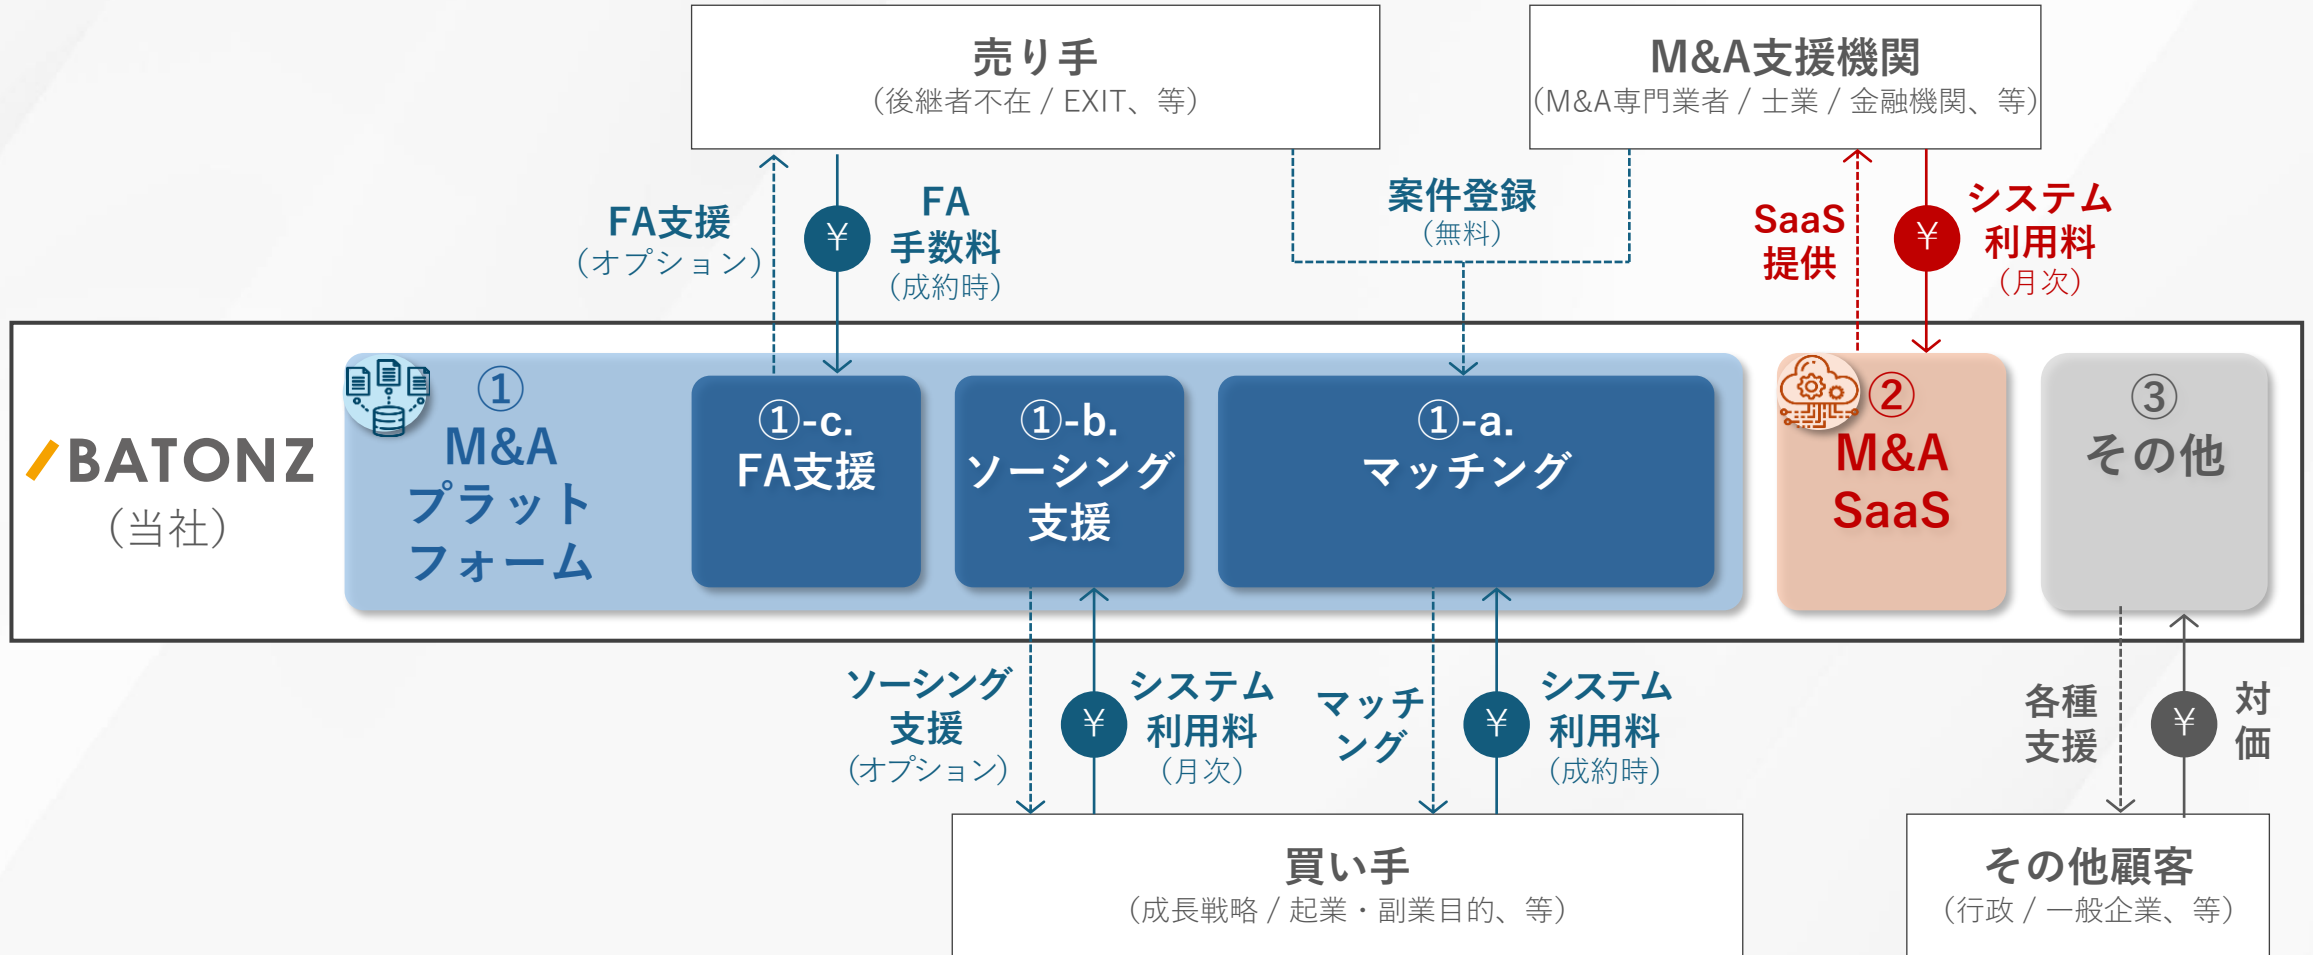 売り手
（後継者不在 / EXIT、等）
M&A支援機関
（M&A専門業者 / 士業 / 金融機関、等）
FA支援
（オプション）
¥
FA
手数料
（成約時）
案件登録
（無料）
SaaS
提供
¥
システム
利用料
（月次）
BATONZ
（当社）
①
M&A
プラット
フォーム
①-c.
FA支援
①-b.
ソーシング
支援
①-a.
マッチング
②
M&A
SaaS
③
その他
ソーシング
支援
（オプション）
¥
システム
利用料
（月次）
マッチ
ング
¥
システム
利用料
（成約時）
各種
支援
¥
対
価
買い手
（成長戦略 / 起業・副業目的、等）
その他顧客
（行政 / 一般企業、等）